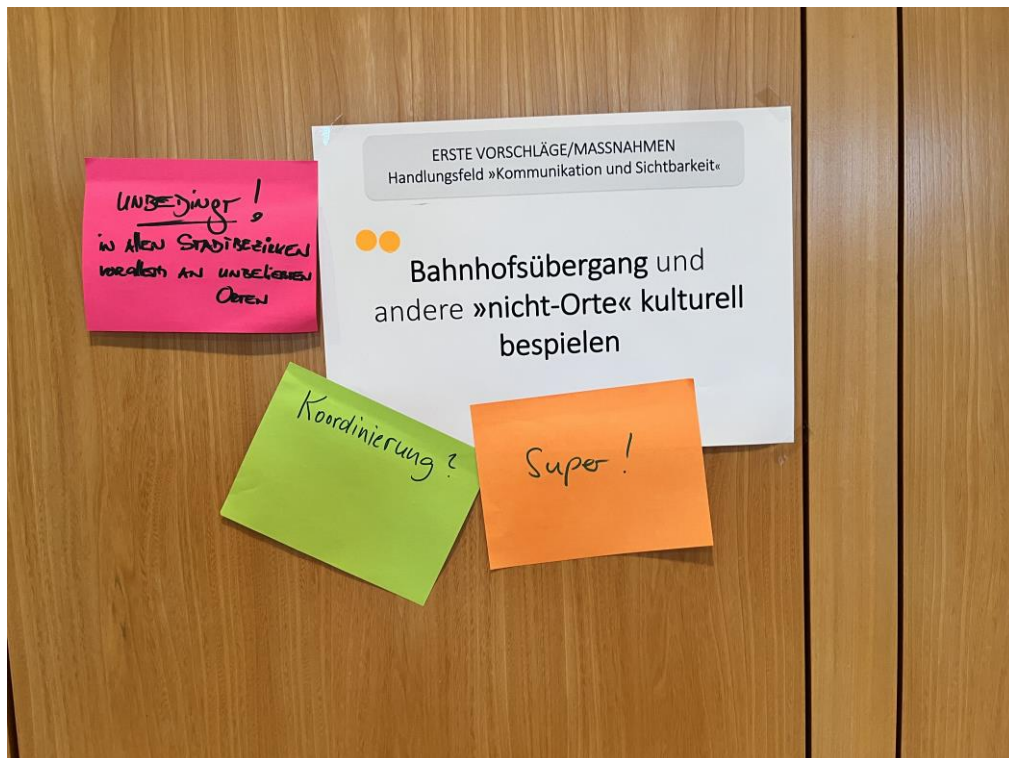 ERSTE VORSCHLÄGE/MASSNAHMEN
Handlungsfeld »Kommunikation und Sichtbarkeit«
Bahnhofsübergang und
andere »nicht-Orte« kulturell
bespielen
UNBEDINGT!
in Allen STADTBEZIRKEN
vorallem AN UNBELIEBTEN
ORTEN
Koordinierung?
Super!